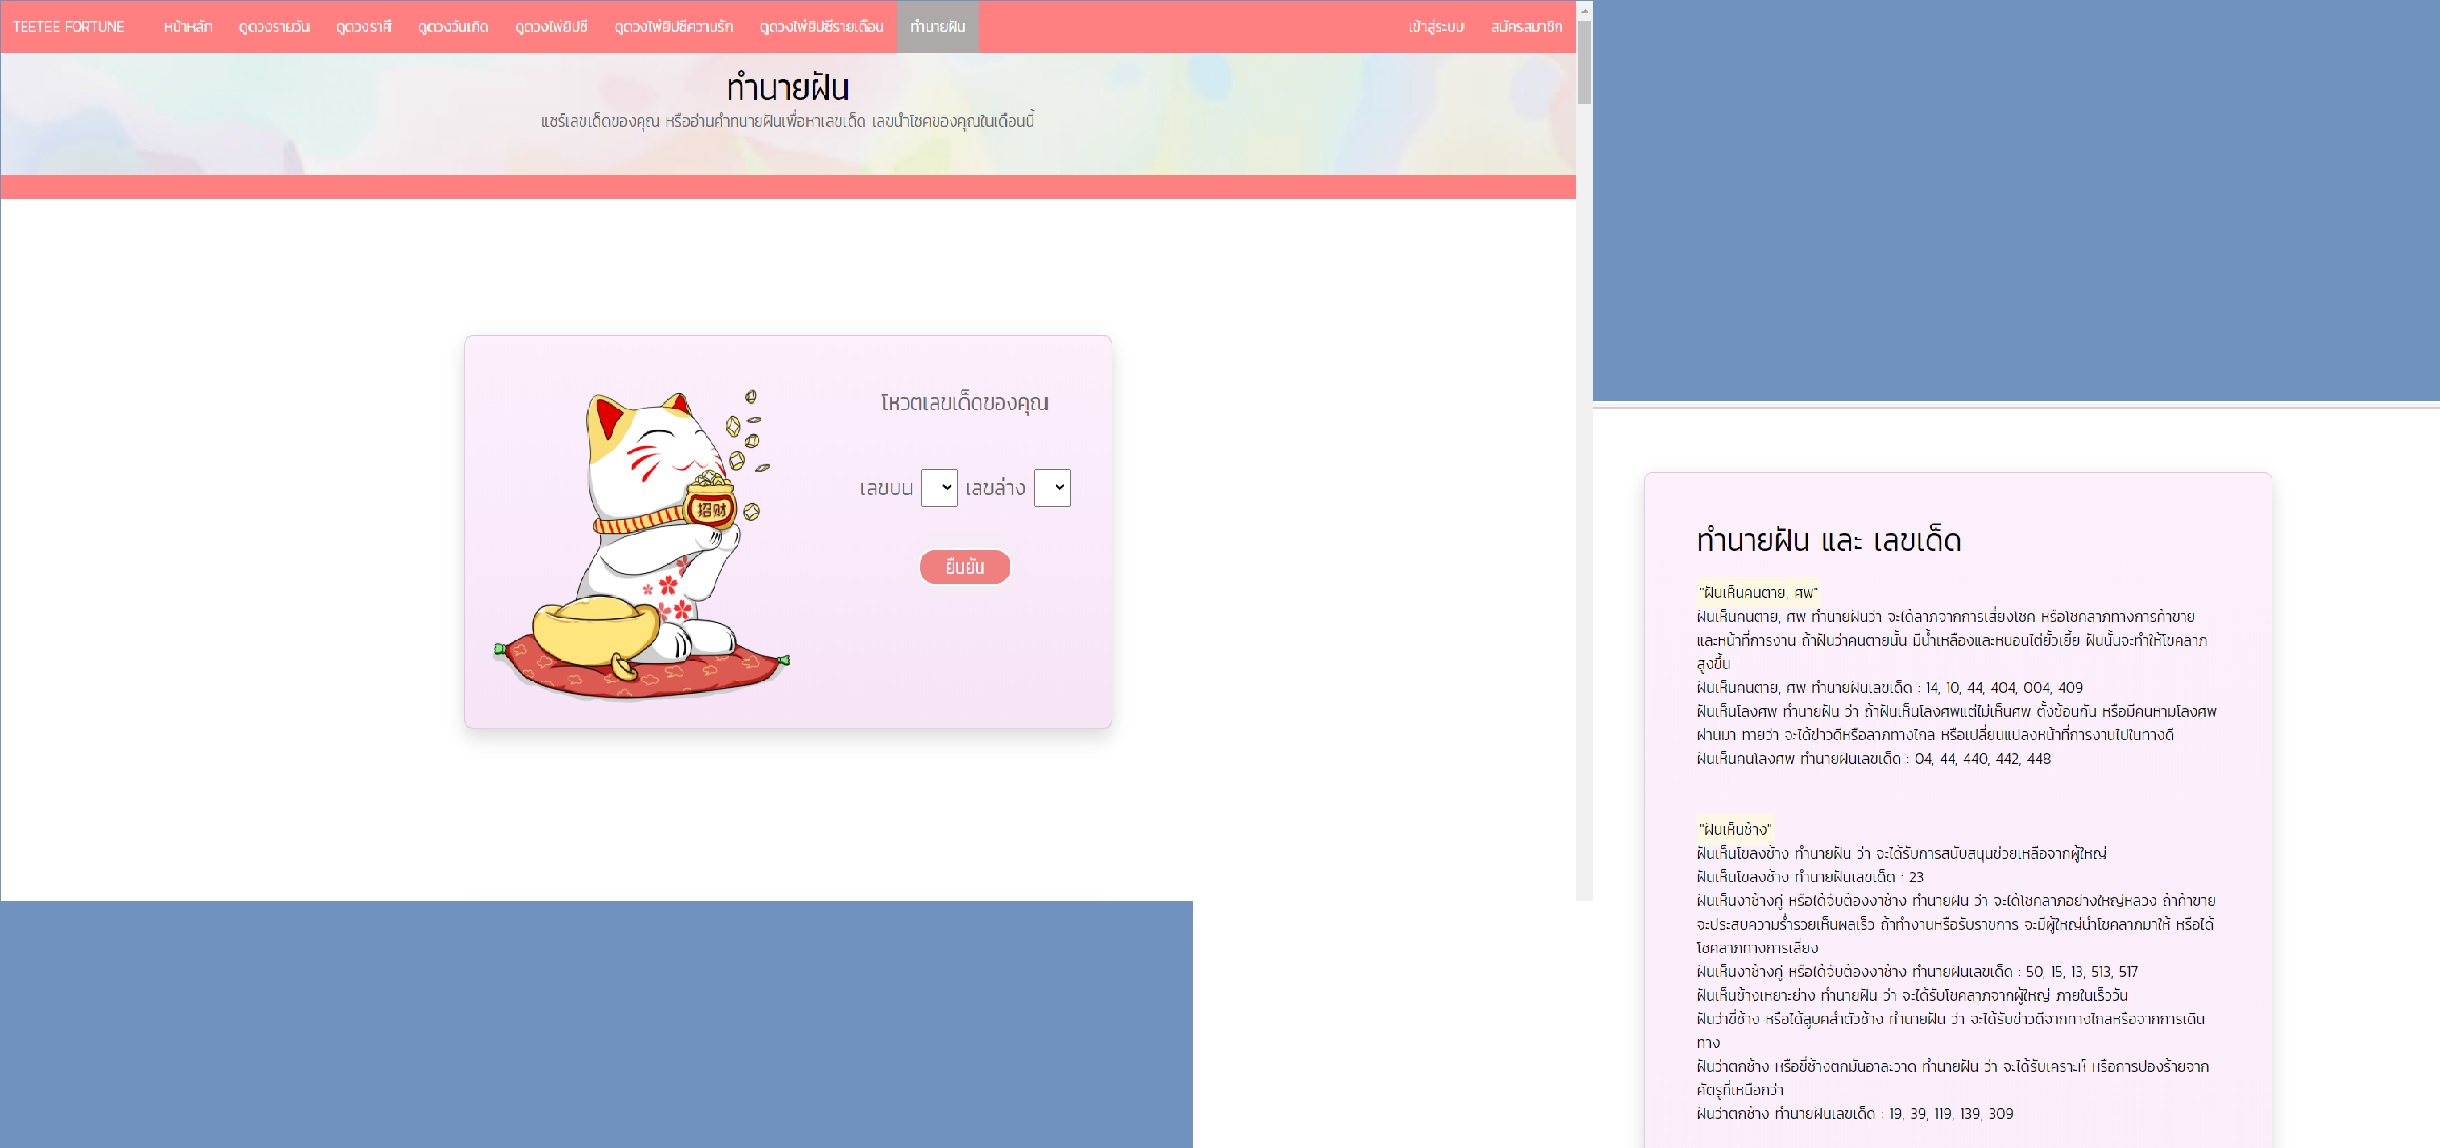 TEETEE FORTUNE หน้าหลัก ดูดวงรายวัน ดูดวงราศี ดูดวงวันเกิด ดูดวงไพ่ยิปซี ดูดวงไพ่ยิปซีความรัก ดูดวงไพ่ยิปซีรายเดือน ทำนายฝัน เข้าสู่ระบบ สมัครสมาชิก
ทำนายฝัน
แชร์เลขเด็ดของคุณ หรืออ่านคำทนายฝันเพื่อหาเลขเด็ด เลขนำโชคของคุณในเดือนนี้
โหวตเลขเด็ดของคุณ
เลขบน เลขล่าง
招财
ยืนยัน
ทำนายฝัน และ เลขเด็ด
"ฝันเห็นคนตาย, ศพ"
ฝันเห็นคนตาย, ศพ ทำนายฝันว่า จะได้ลาภจากการเสี่ยงโชค หรือโชคลาภทางการค้าขาย
และหน้าที่การงาน ถ้าฝันว่าคนตายนั้น มีน้ำเหลืองและหนอนไต่ยั้วเยี้ย ฝันนั้นจะทำให้โชคลาภ
สูงขึ้น
ฝันเห็นคนตาย, ศพ ทำนายฝันเลขเด็ด : 14, 10, 44, 404, 004, 409
ฝันเห็นโลงศพ ทำนายฝัน ว่า ถ้าฝันเห็นโลงศพแต่ไม่เห็นศพ ตั้งซ้อนกัน หรือมีคนหามโลงศพ
ผ่านมา ทายว่า จะได้ข่าวดีหรือลาภทางไกล หรือเปลี่ยนแปลงหน้าที่การงานไปในทางดี
ฝันเห็นคนโลงศพ ทำนายฝันเลขเด็ด : 04, 44, 440, 442, 448
"ฝันเห็นช้าง"
ฝันเห็นโขลงช้าง ทำนายฝัน ว่า จะได้รับการสนับสนุนช่วยเหลือจากผู้ใหญ่
ฝันเห็นโขลงช้าง ทำนายฝันเลขเด็ด : 23
ฝันเห็นงาช้างคู่ หรือได้จับต้องงาช้าง ทำนายฝัน ว่า จะได้โชคลาภอย่างใหญ่หลวง ถ้าค้าขาย
จะประสบความร่ำรวยเห็นผลเร็ว ถ้าทำงานหรือรับราชการ จะมีผู้ใหญ่นำโชคลาภมาให้ หรือได้
โชคลาภทางการเสี่ยง
ฝันเห็นงาช้างคู่ หรือได้จับต้องงาช้าง ทำนายฝันเลขเด็ด : 50, 15, 13, 513, 517
ฝันเห็นช้างเหยาะย่าง ทำนายฝัน ว่า จะได้รับโชคลาภจากผู้ใหญ่ ภายในเร็ววัน
ฝันว่าขี่ช้าง หรือได้ลูบคลำตัวช้าง ทำนายฝัน ว่า จะได้รับข่าวดีจากทางไกลหรือจากการเดิน
ทาง
ฝันว่าตกช้าง หรือขี่ช้างตกมันอาละวาด ทำนายฝัน ว่า จะได้รับเคราะห์ หรือการปองร้ายจาก
ศัตรูที่เหนือกว่า
ฝันว่าตกช้าง ทำนายฝันเลขเด็ด : 19, 39, 119, 139, 309